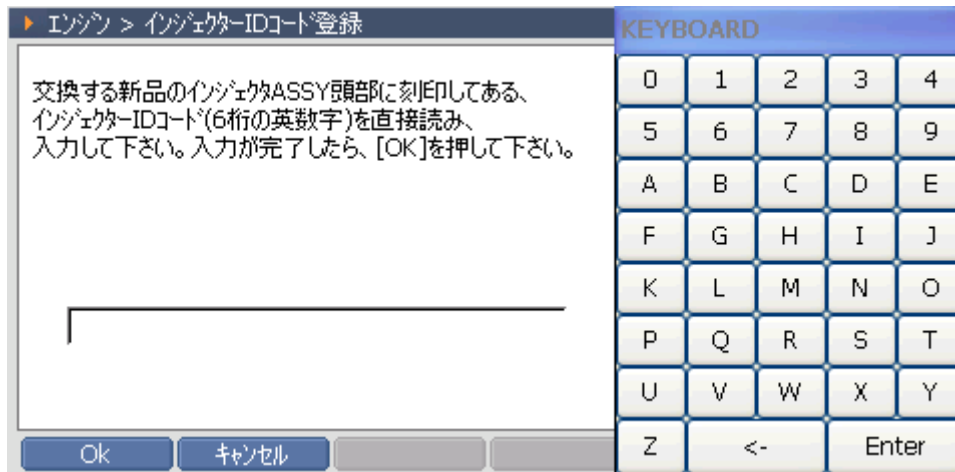 エンジン > インジェクターIDコード登録
交換する新品のインジェクタASSY頭部に刻印してある、
インジェクターIDコード(6桁の英数字)を直接読み、
入力して下さい。入力が完了したら、[OK]を押して下さい。
Ok キャンセル
KEYBOARD
0 1 2 3 4
5 6 7 8 9
A B C D E
F G H I J
K L M N O
P Q R S T
U V W X Y
Z <- Enter